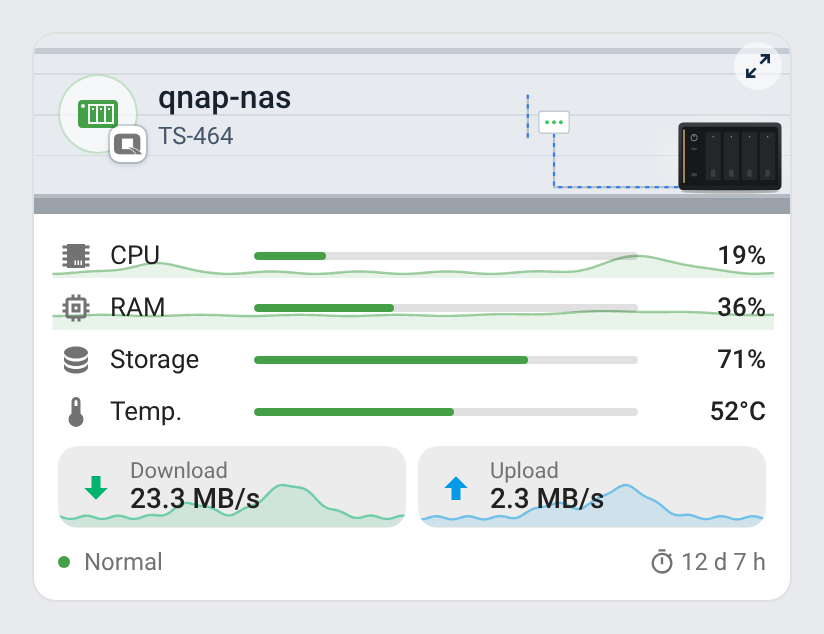 qnap-nas
TS-464
CPU 19%
RAM 36%
Storage 71%
Temp. 52°C
Download
23.3 MB/s
Upload
2.3 MB/s
Normal
12 d 7 h